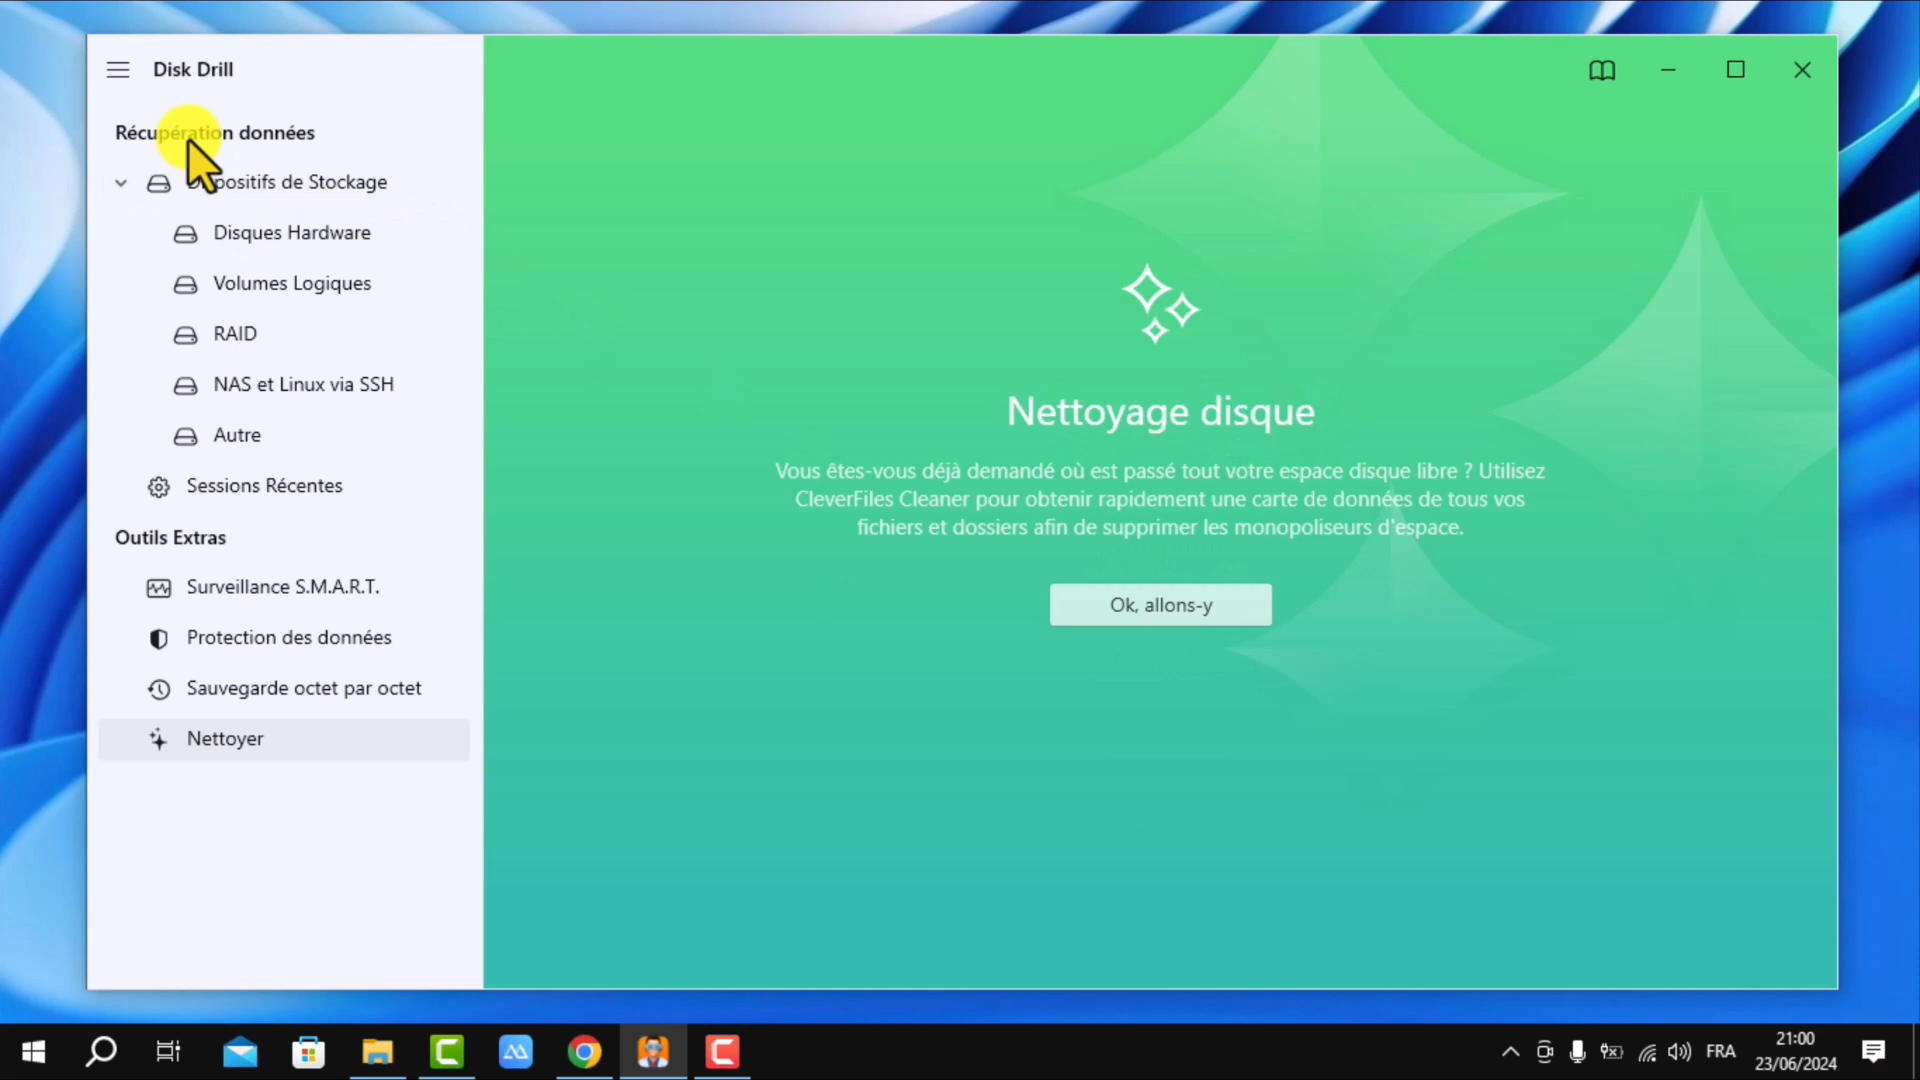 Disk Drill
Récupération données
Dispositifs de Stockage
Disques Hardware
Volumes Logiques
RAID
NAS et Linux via SSH
Autre
Sessions Récentes
Outils Extras
Surveillance S.M.A.R.T.
Protection des données
Sauvegarde octet par octet
Nettoyer
Nettoyage disque
Vous êtes-vous déjà demandé où est passé tout votre espace disque libre ? Utilisez
CleverFiles Cleaner pour obtenir rapidement une carte de données de tous vos
fichiers et dossiers afin de supprimer les monopoliseurs d'espace.
Ok, allons-y
FRA
21:00
23/06/2024